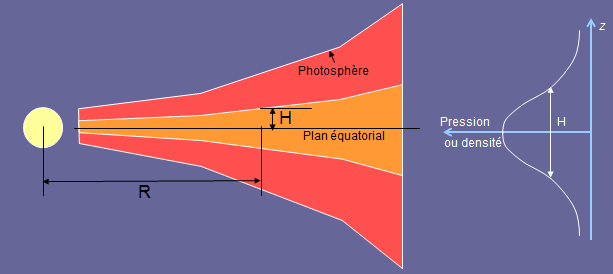 Photosphère
H
Plan équatorial
R
z
Pression
ou densité
H